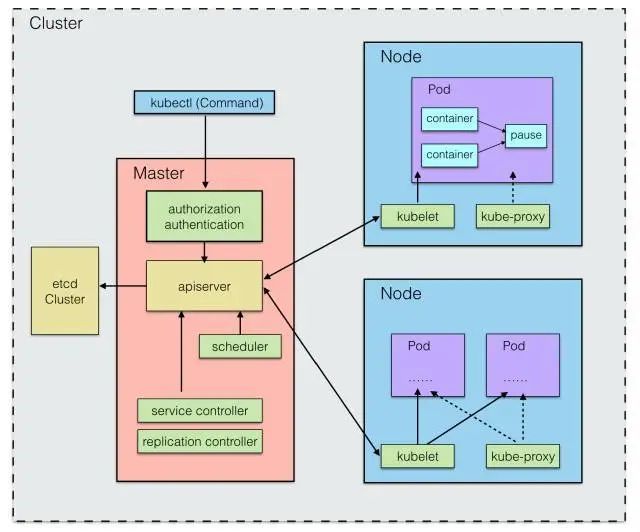 Cluster
kubectl (Command)
Master
authorization
authentication
apiserver
etcd
Cluster
scheduler
service controller
replication controller
Node
Pod
container
container
pause
kubelet
kube-proxy
Node
Pod
......
Pod
......
kubelet
kube-proxy